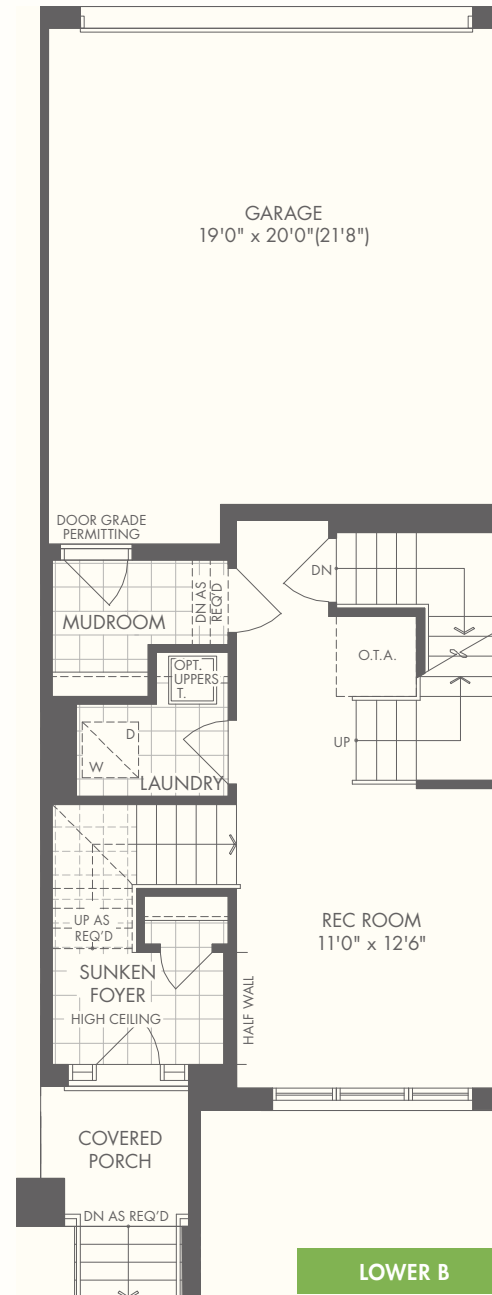 GARAGE
19'0" x 20'0"(21'8")
DOOR GRADE
PERMITTING
MUDROOM
DN AS
REQ'D
DN
O.T.A.
OPT.
UPPERS
T.
D
W
LAUNDRY
UP
UP AS
REQ'D
SUNKEN
FOYER
HIGH CEILING
HALF WALL
REC ROOM
11'0" x 12'6"
COVERED
PORCH
DN AS REQ'D
LOWER B